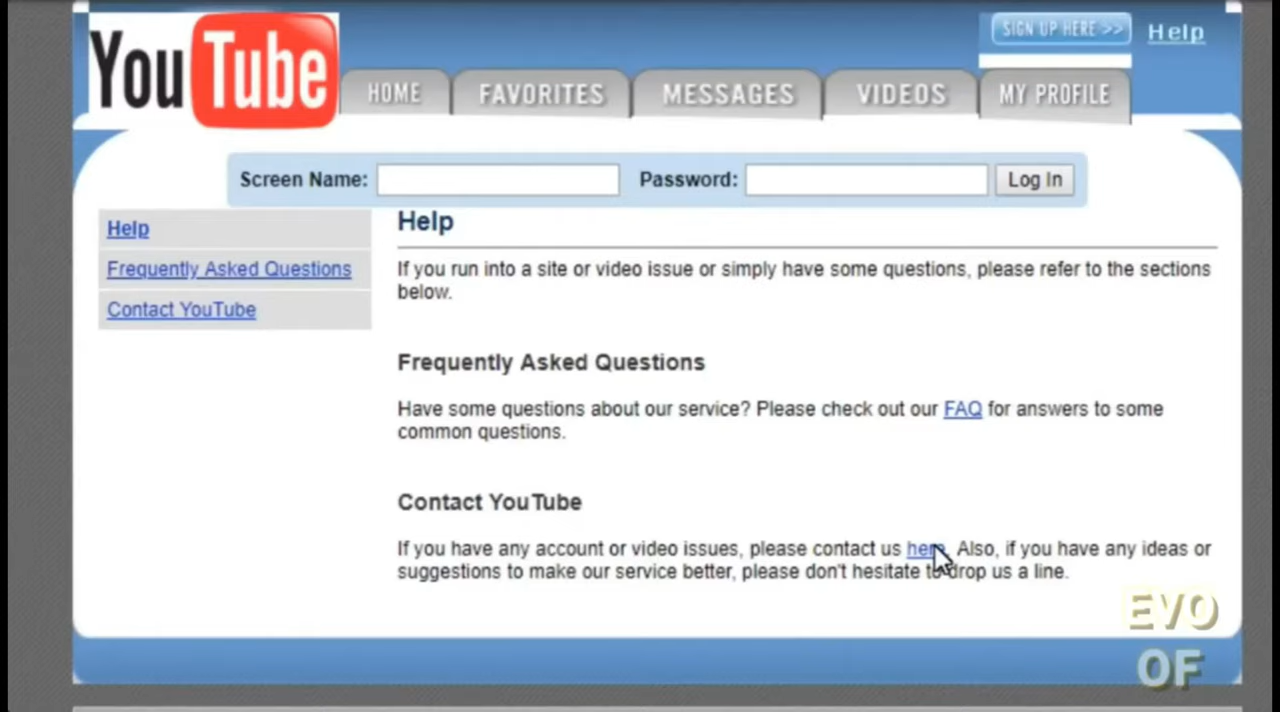 YouTube
SIGN UP HERE >>
Help
HOME
FAVORITES
MESSAGES
VIDEOS
MY PROFILE
Screen Name:
Password:
Log In
Help
Frequently Asked Questions
Contact YouTube
Help
If you run into a site or video issue or simply have some questions, please refer to the sections
below.
Frequently Asked Questions
Have some questions about our service? Please check out our FAQ for answers to some
common questions.
Contact YouTube
If you have any account or video issues, please contact us here. Also, if you have any ideas or
suggestions to make our service better, please don't hesitate to drop us a line.
EVO
OF